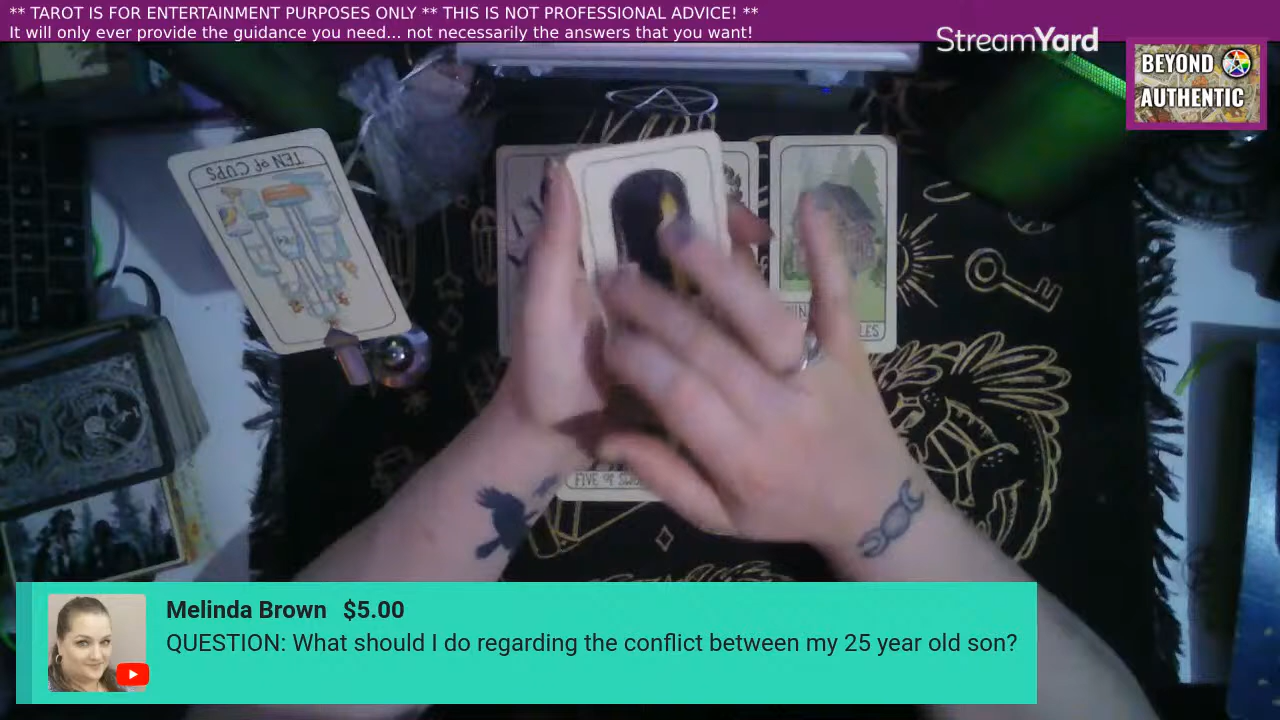 ** TAROT IS FOR ENTERTAINMENT PURPOSES ONLY ** THIS IS NOT PROFESSIONAL ADVICE! **
It will only ever provide the guidance you need... not necessarily the answers that you want!
StreamYard
BEYOND
AUTHENTIC
TEN OF CUPS
FIVE OF
Melinda Brown $5.00
QUESTION: What should I do regarding the conflict between my 25 year old son?